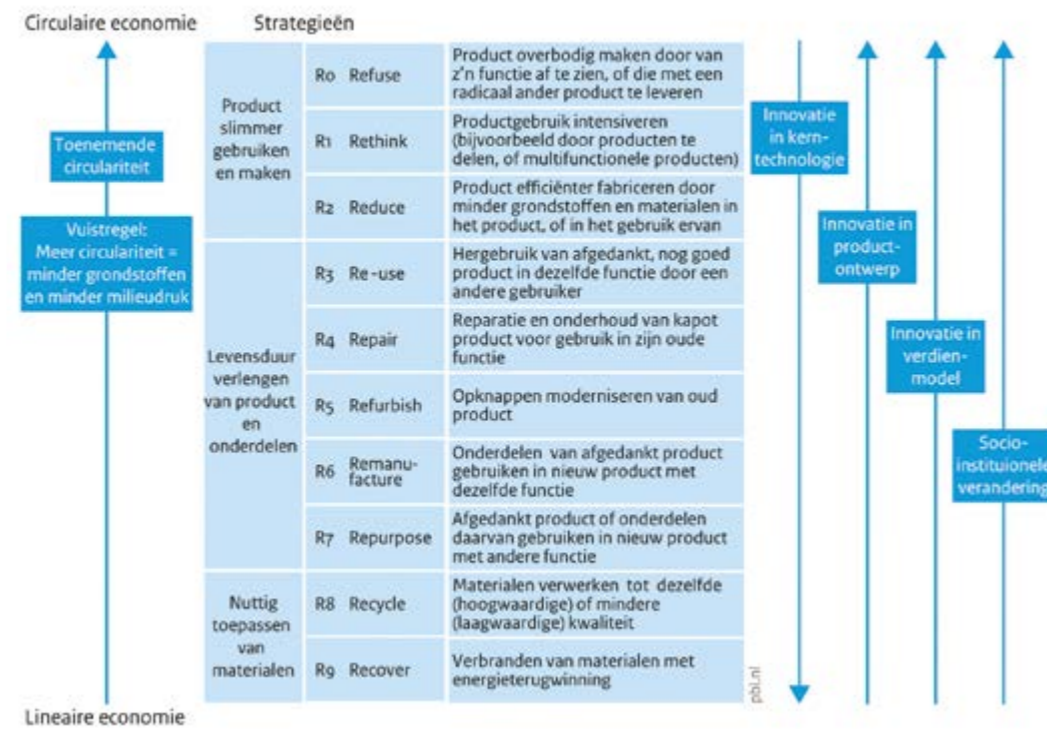 Circulaire economie
Strategieën
Toenemende
circulariteit
Vuistregel:
Meer circulariteit =
minder grondstoffen
en minder milieudruk
Lineaire economie
Product
slimmer
gebruiken
en maken
R0 Refuse
Product overbodig maken door van
z'n functie af te zien, of die met een
radicaal ander product te leveren
R1 Rethink
Productgebruik intensiveren
(bijvoorbeeld door producten te
delen, of multifunctionele producten)
R2 Reduce
Product efficiënter fabriceren door
minder grondstoffen en materialen in
het product, of in het gebruik ervan
Levensduur
verlengen
van product
en
onderdelen
R3 Re-use
Hergebruik van afgedankt, nog goed
product in dezelfde functie door een
andere gebruiker
R4 Repair
Reparatie en onderhoud van kapot
product voor gebruik in zijn oude
functie
R5 Refurbish
Opknappen moderniseren van oud
product
R6 Remanu-
facture
Onderdelen van afgedankt product
gebruiken in nieuw product met
dezelfde functie
R7 Repurpose
Afgedankt product of onderdelen
daarvan gebruiken in nieuw product
met andere functie
Nuttig
toepassen
van
materialen
R8 Recycle
Materialen verwerken tot dezelfde
(hoogwaardige) of mindere
(laagwaardige) kwaliteit
R9 Recover
Verbranden van materialen met
energieterugwinning
pbl.nl
Innovatie
in kern-
technologie
Innovatie in
product-
ontwerp
Innovatie in
verdien-
model
Socio-
instituionele
verandering